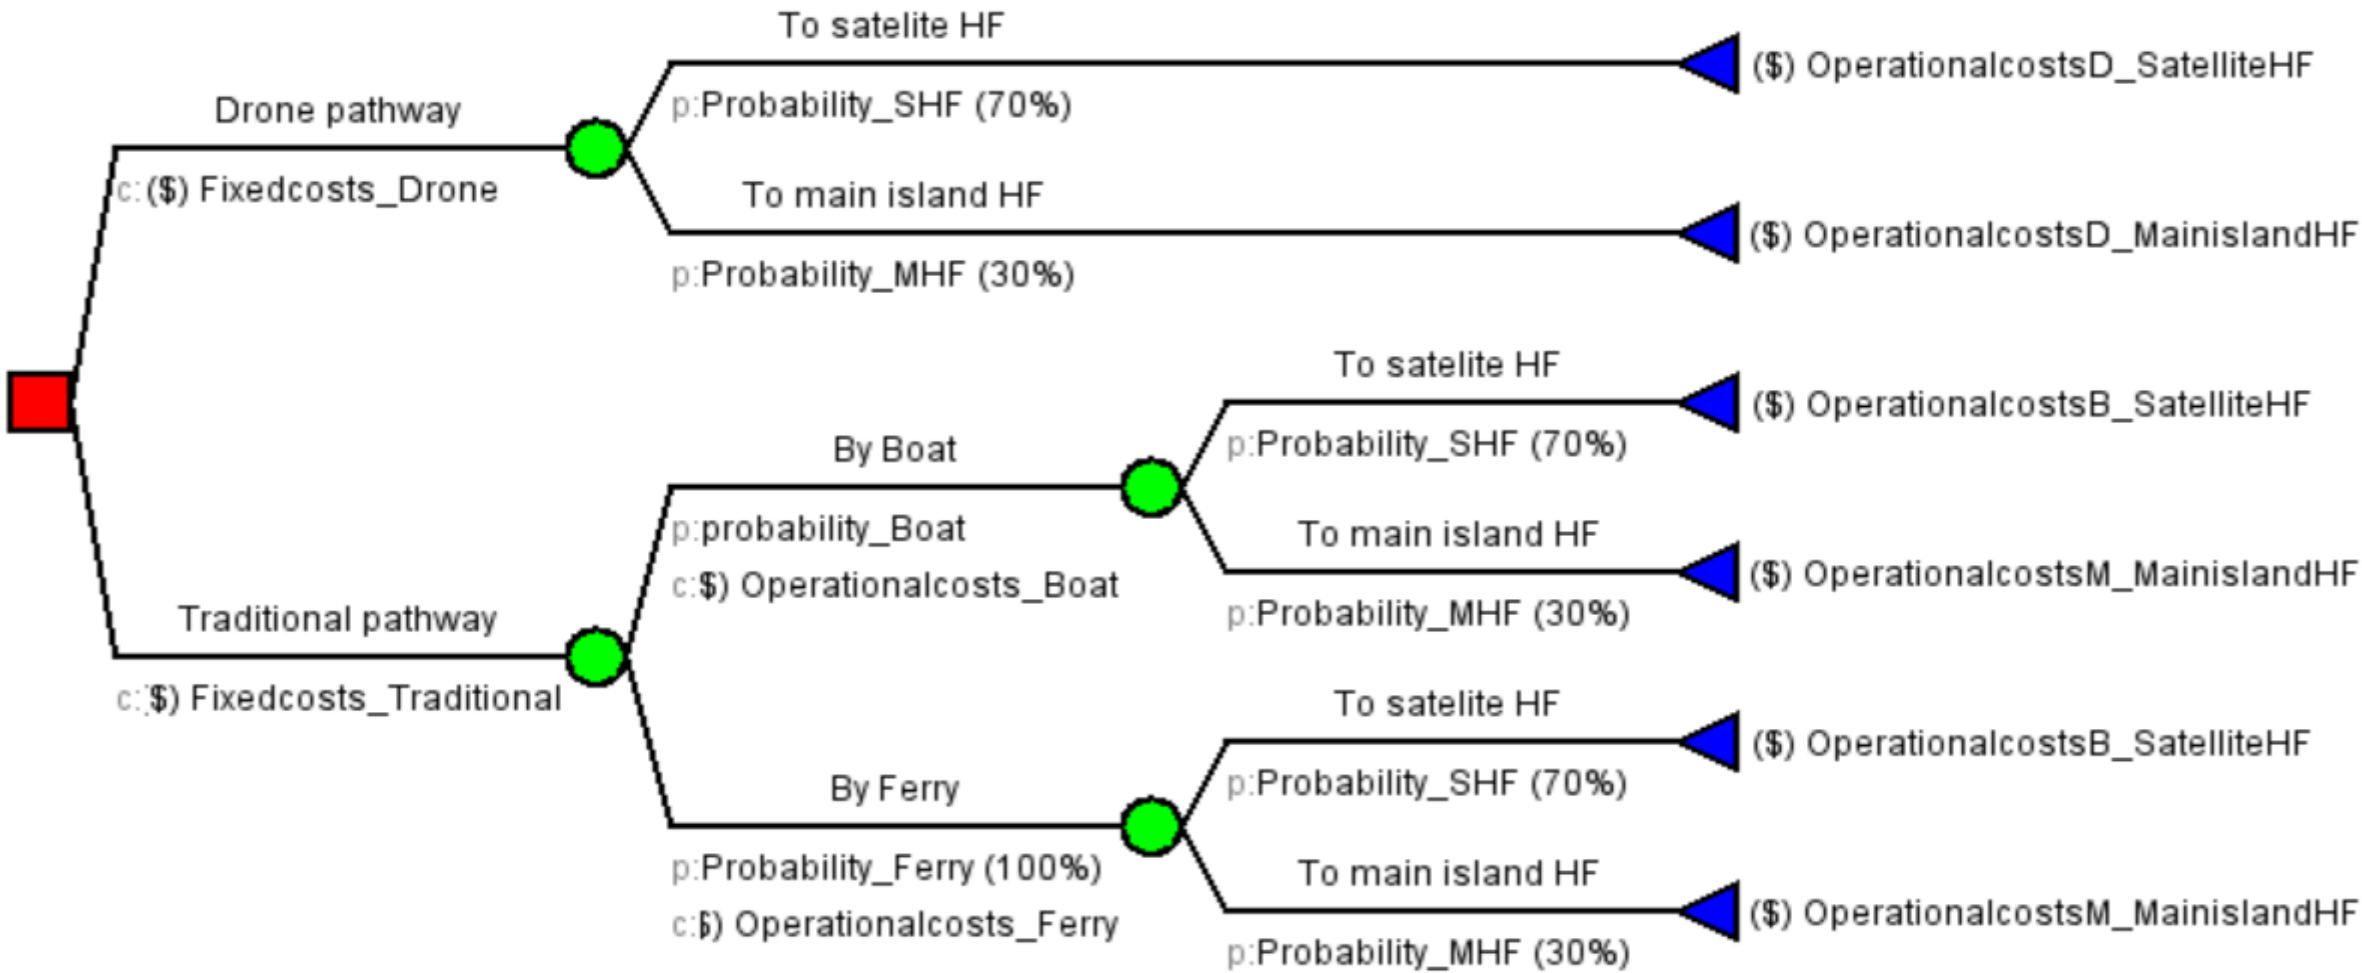 To satelite HF
($) OperationalcostsD_SatelliteHF
p:Probability_SHF (70%)
Drone pathway
c:($) Fixedcosts_Drone
To main island HF
($) OperationalcostsD_MainislandHF
p:Probability_MHF (30%)
To satelite HF
($) OperationalcostsB_SatelliteHF
p:Probability_SHF (70%)
By Boat
p:probability_Boat
c:$) Operationalcosts_Boat
To main island HF
($) OperationalcostsM_MainislandHF
p:Probability_MHF (30%)
Traditional pathway
c:$) Fixedcosts_Traditional
To satelite HF
($) OperationalcostsB_SatelliteHF
p:Probability_SHF (70%)
By Ferry
p:Probability_Ferry (100%)
c:$) Operationalcosts_Ferry
To main island HF
($) OperationalcostsM_MainislandHF
p:Probability_MHF (30%)